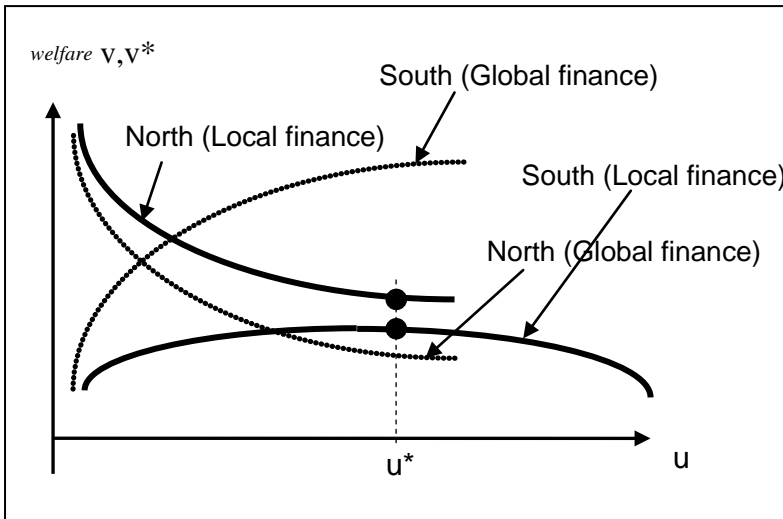 welfare v,v*
South (Global finance)
North (Local finance)
South (Local finance)
North (Global finance)
u*
u